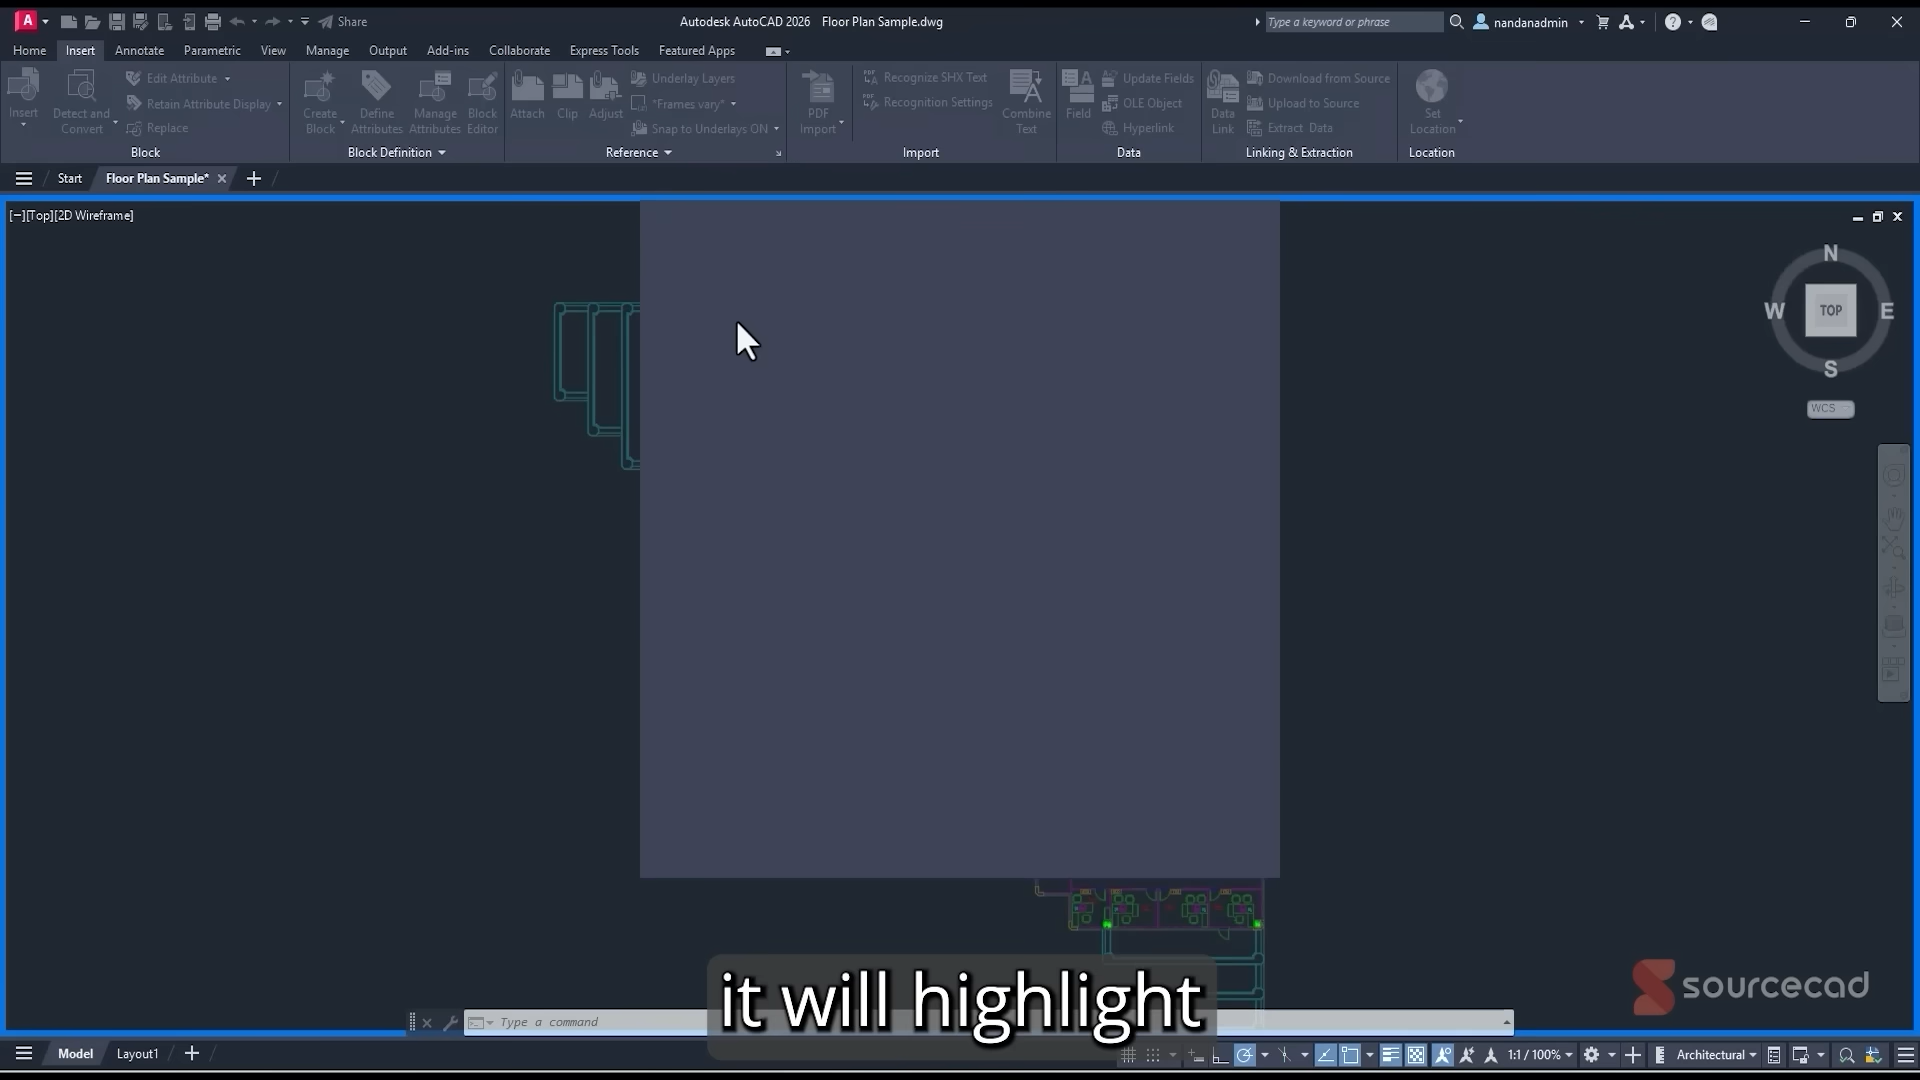 A Share Autodesk AutoCAD 2026 Floor Plan Sample.dwg Type a keyword or phrase nandanadmin
Home Insert Annotate Parametric View Manage Output Add-ins Collaborate Express Tools Featured Apps
Insert
Detect and Convert
Edit Attribute
Retain Attribute Display
Replace
Block
Create Block
Define Attributes
Manage Attributes
Block Editor
Block Definition
Attach
Clip
Adjust
Underlay Layers
*Frames vary*
Snap to Underlays ON
Reference
PDF Import
PDF Recognize SHX Text
PDF Recognition Settings
Combine Text
Import
Field
Update Fields
OLE Object
Hyperlink
Data
Data Link
Download from Source
Upload to Source
Extract Data
Linking & Extraction
Set Location
Location
Start Floor Plan Sample*
[−][Top][2D Wireframe]
N
W TOP E
S
WCS
it will highlight
sourcecad
Type a command
Model Layout1 1:1 / 100% Architectural